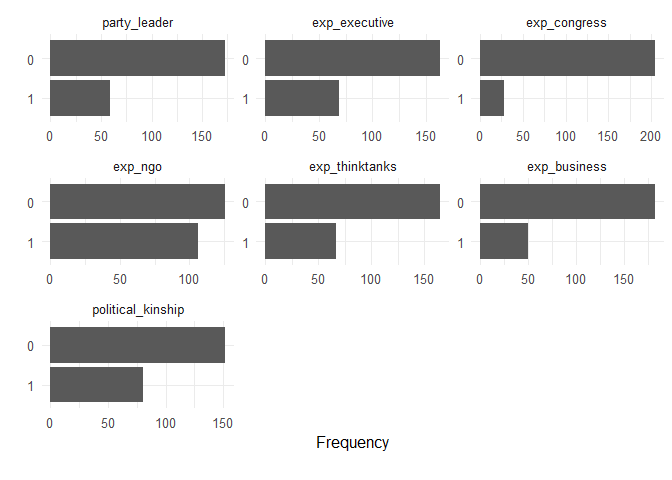 party_leader exp_executive exp_congress
0 0 0
1 1 1
0 50 100 150 0 50 100 150 0 50 100 150 200
exp_ngo exp_thinktanks exp_business
0 0 0
1 1 1
0 50 100 0 50 100 150 0 50 100 150
political_kinship
0
1
0 50 100 150
Frequency